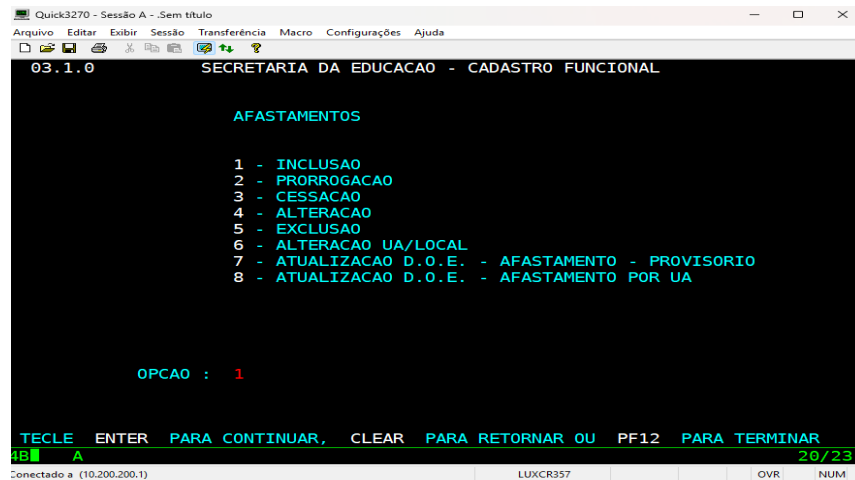 Quick3270 - Sessão A - .Sem título
Arquivo Editar Exibir Sessão Transferência Macro Configurações Ajuda
03.1.0 SECRETARIA DA EDUCACAO - CADASTRO FUNCIONAL
AFASTAMENTOS
1 - INCLUSAO
2 - PRORROGACAO
3 - CESSACAO
4 - ALTERACAO
5 - EXCLUSAO
6 - ALTERACAO UA/LOCAL
7 - ATUALIZACAO D.O.E. - AFASTAMENTO - PROVISORIO
8 - ATUALIZACAO D.O.E. - AFASTAMENTO POR UA
OPCAO : 1
TECLE ENTER PARA CONTINUAR, CLEAR PARA RETORNAR OU PF12 PARA TERMINAR
4B A 20/23
Conectado a (10.200.200.1) LUXCR357 OVR NUM